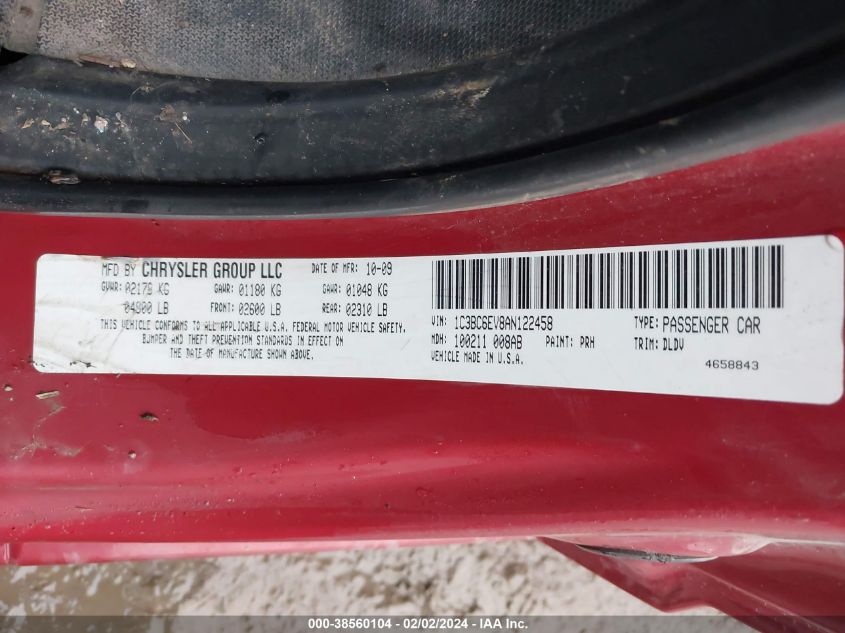 MFD BY CHRYSLER GROUP LLC DATE OF MFR: 10-09
GVWR: 02179 KG GAWR: 01180 KG GAWR: 01048 KG
04900 LB FRONT: 02600 LB REAR: 02310 LB
THIS VEHICLE CONFORMS TO ALL APPLICABLE U.S.A. FEDERAL MOTOR VEHICLE SAFETY,
BUMPER AND THEFT PREVENTION STANDARDS IN EFFECT ON
THE DATE OF MANUFACTURE SHOWN ABOVE.
VIN: 1C3BC6EV8AN122458 TYPE: PASSENGER CAR
MDH: 100211 008AB PAINT: PRH TRIM: DLDV
VEHICLE MADE IN U.S.A.
4658843
000-38560104 - 02/02/2024 - IAA Inc.